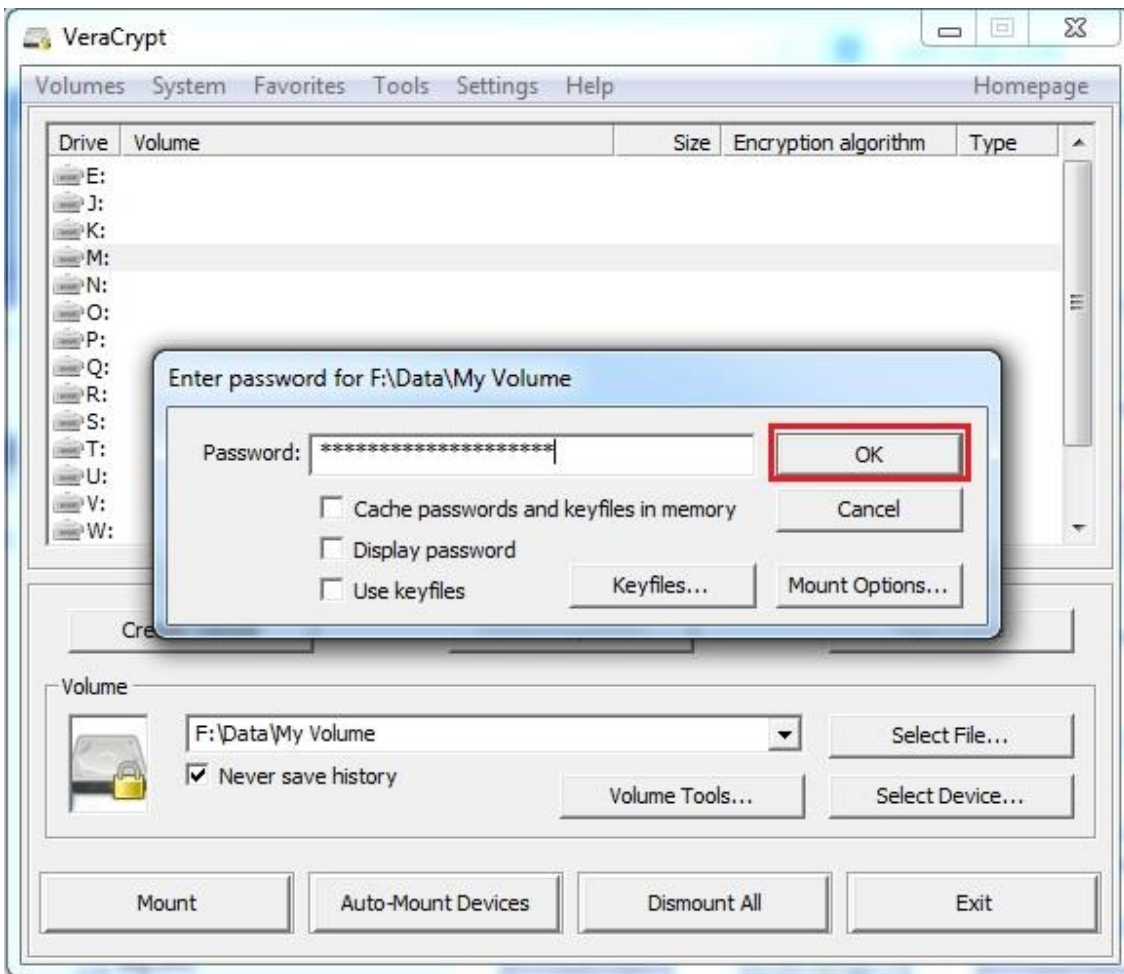 VeraCrypt
Volumes System Favorites Tools Settings Help Homepage
Drive Volume Size Encryption algorithm Type
E:
J:
K:
M:
N:
O:
P:
Q:
R:
S:
T:
U:
V:
W:
Enter password for F:\Data\My Volume
Password: ******************** OK
Cache passwords and keyfiles in memory Cancel
Display password
Use keyfiles Keyfiles... Mount Options...
Volume
F:\Data\My Volume Select File...
Never save history Volume Tools... Select Device...
Mount Auto-Mount Devices Dismount All Exit